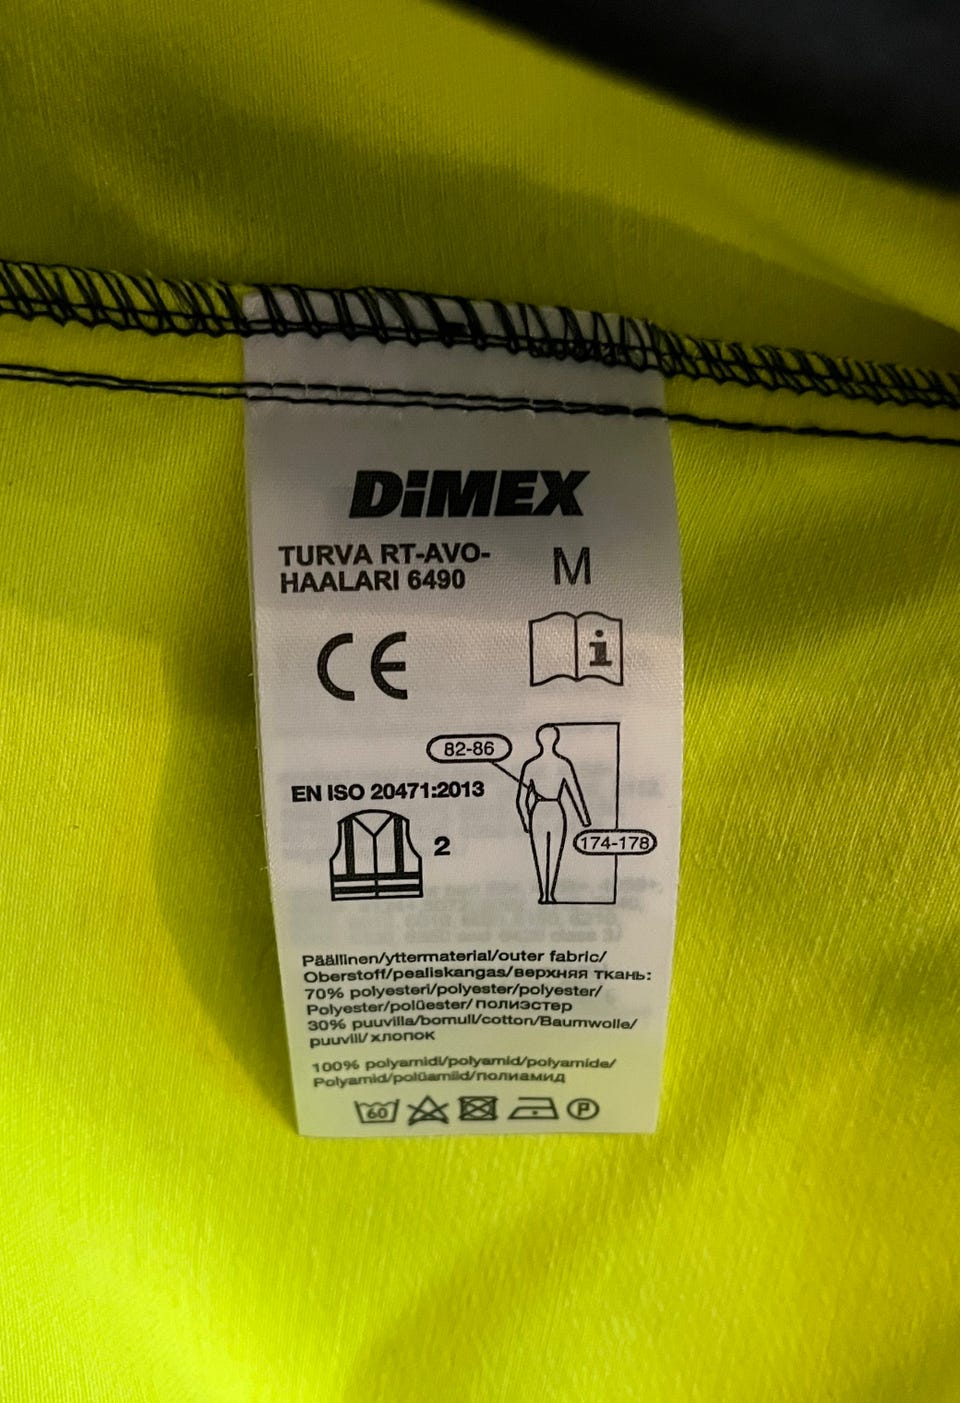 DiMEX
TURVA RT-AVO-
HAALARI 6490
M
CE
i
82-86
EN ISO 20471:2013
2
174-178
Päällinen/yttermaterial/outer fabric/
Oberstoff/pealiskangas/верхняя ткань:
70% polyesteri/polyester/polyester/
Polyester/polüester/полиэстер
30% puuvilla/bomull/cotton/Baumwolle/
puuvill/хлопок
100% polyamidi/polyamid/polyamide/
Polyamid/polüamiid/полиамид
60
P